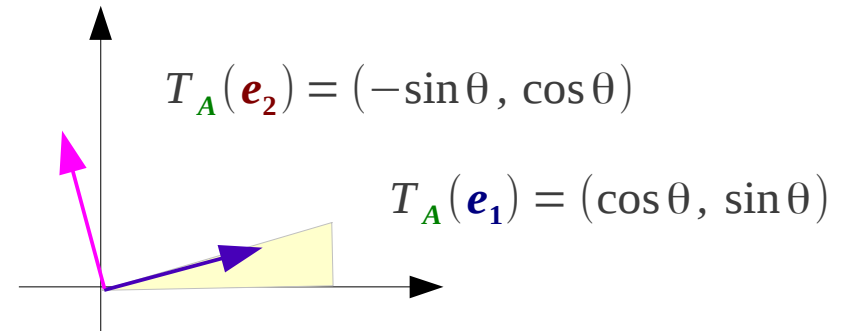 T_A(e_2) = (−sin θ, cos θ)
T_A(e_1) = (cos θ, sin θ)